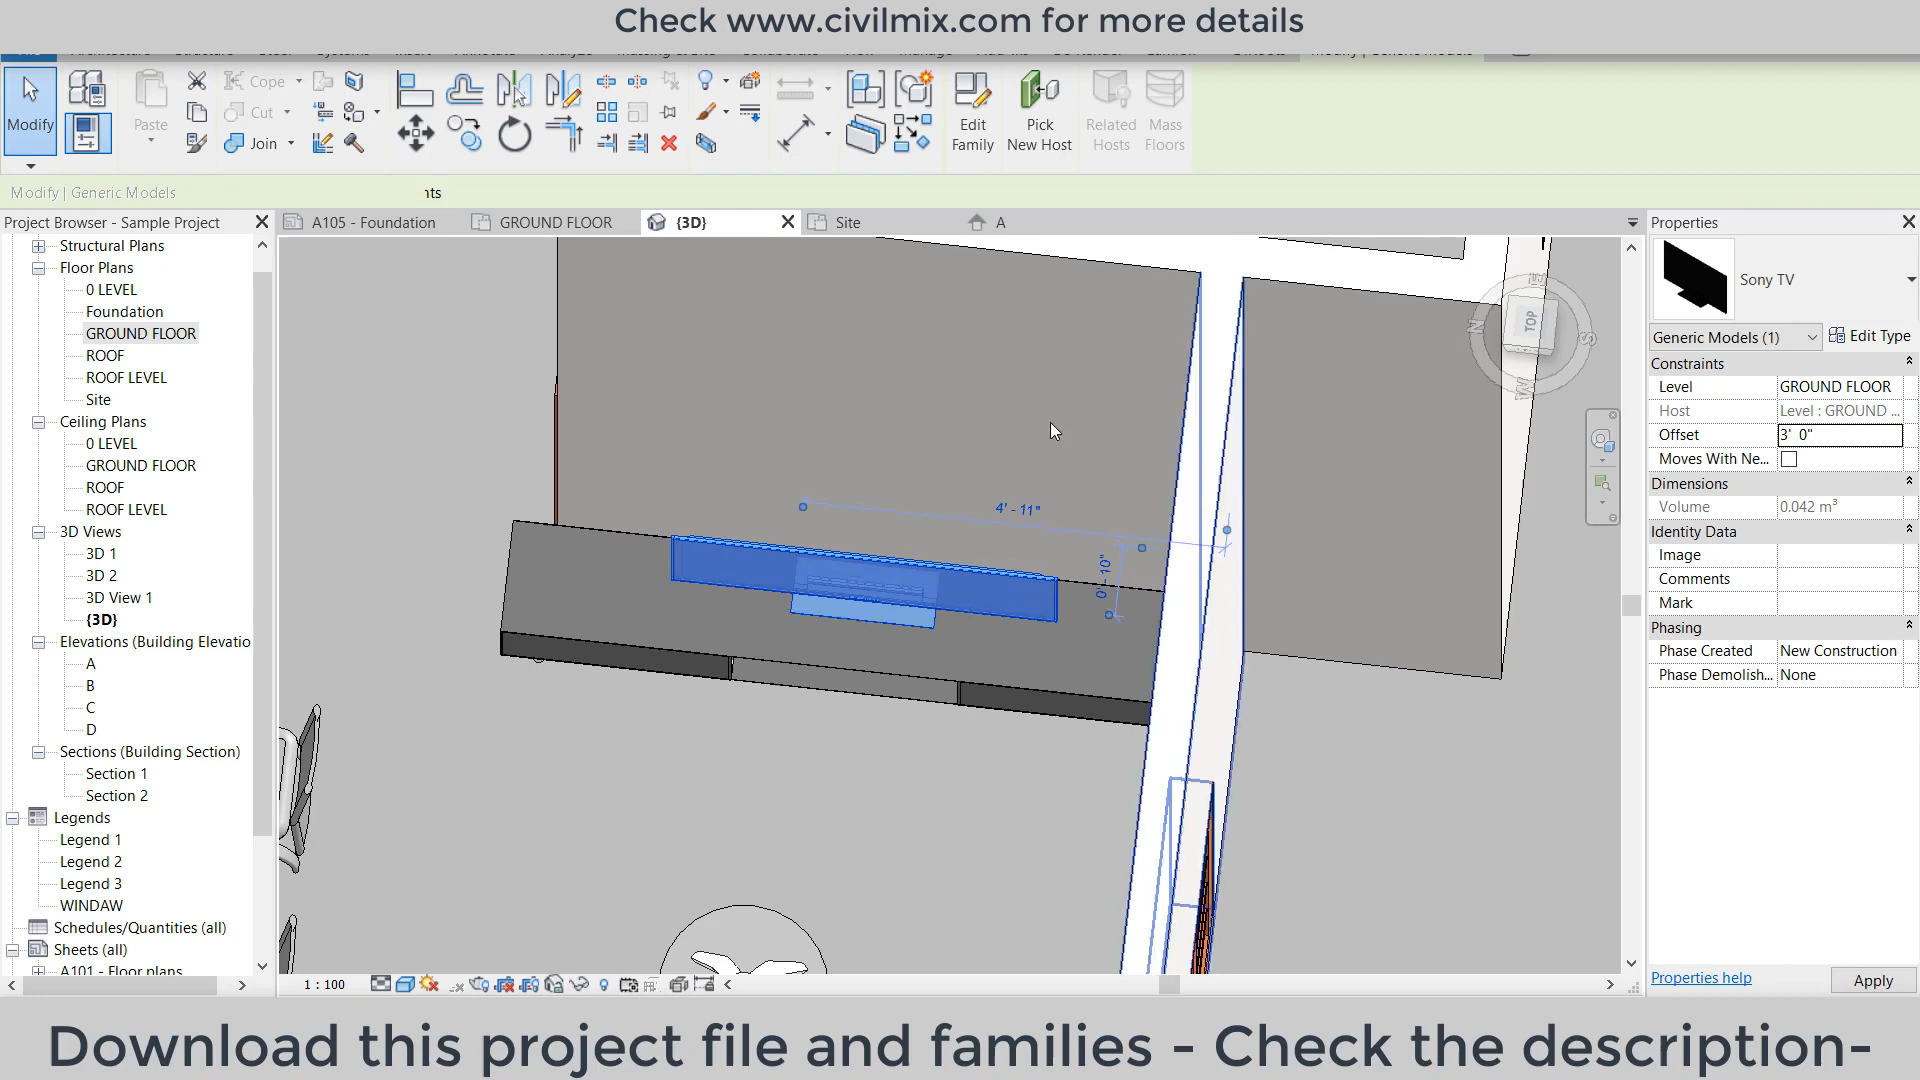 Check www.civilmix.com for more details
Modify
Paste
Cope
Cut
Join
Edit
Family
Pick
New Host
Related
Hosts
Mass
Floors
Modify | Generic Models
Project Browser - Sample Project
Structural Plans
Floor Plans
0 LEVEL
Foundation
GROUND FLOOR
ROOF
ROOF LEVEL
Site
Ceiling Plans
0 LEVEL
GROUND FLOOR
ROOF
ROOF LEVEL
3D Views
3D 1
3D 2
3D View 1
{3D}
Elevations (Building Elevatio
A
B
C
D
Sections (Building Section)
Section 1
Section 2
Legends
Legend 1
Legend 2
Legend 3
WINDAW
Schedules/Quantities (all)
Sheets (all)
A101 - Floor plans
A105 - Foundation
GROUND FLOOR
{3D}
Site
A
TOP
E
N
S
W
4' - 11"
0' - 10"
1 : 100
Properties
Sony TV
Generic Models (1)
Edit Type
Constraints
Level GROUND FLOOR
Host Level : GROUND ...
Offset 3' 0"
Moves With Ne...
Dimensions
Volume 0.042 m³
Identity Data
Image
Comments
Mark
Phasing
Phase Created New Construction
Phase Demolish... None
Properties help
Apply
Download this project file and families - Check the description-